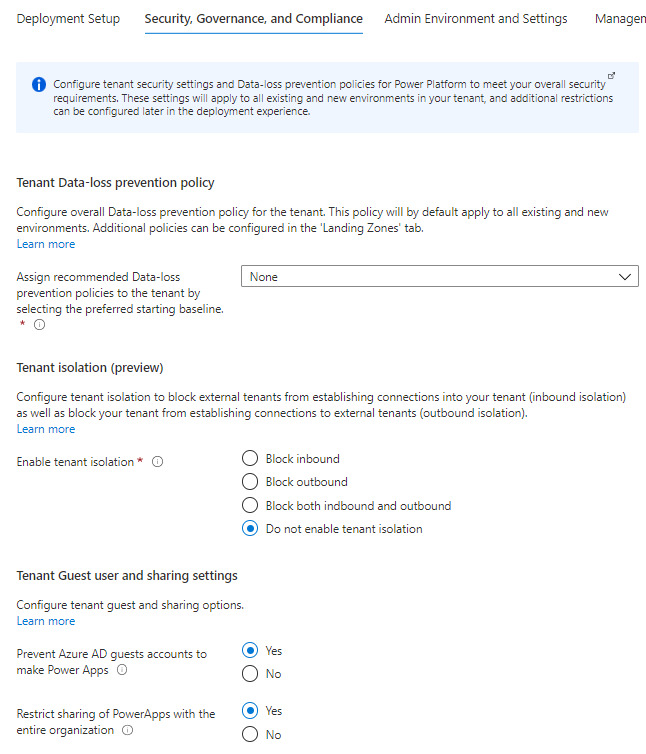 Deployment Setup Security, Governance, and Compliance Admin Environment and Settings Managem
Configure tenant security settings and Data-loss prevention policies for Power Platform to meet your overall security
requirements. These settings will apply to all existing and new environments in your tenant, and additional restrictions
can be configured later in the deployment experience.
Tenant Data-loss prevention policy
Configure overall Data-loss prevention policy for the tenant. This policy will by default apply to all existing and new
environments. Additional policies can be configured in the 'Landing Zones' tab.
Learn more
Assign recommended Data-loss
prevention policies to the tenant by
selecting the preferred starting baseline.
*
None
Tenant isolation (preview)
Configure tenant isolation to block external tenants from establishing connections into your tenant (inbound isolation)
as well as block your tenant from establishing connections to external tenants (outbound isolation).
Learn more
Enable tenant isolation *
Block inbound
Block outbound
Block both indbound and outbound
Do not enable tenant isolation
Tenant Guest user and sharing settings
Configure tenant guest and sharing options.
Learn more
Prevent Azure AD guests accounts to
make Power Apps
Yes
No
Restrict sharing of PowerApps with the
entire organization
Yes
No